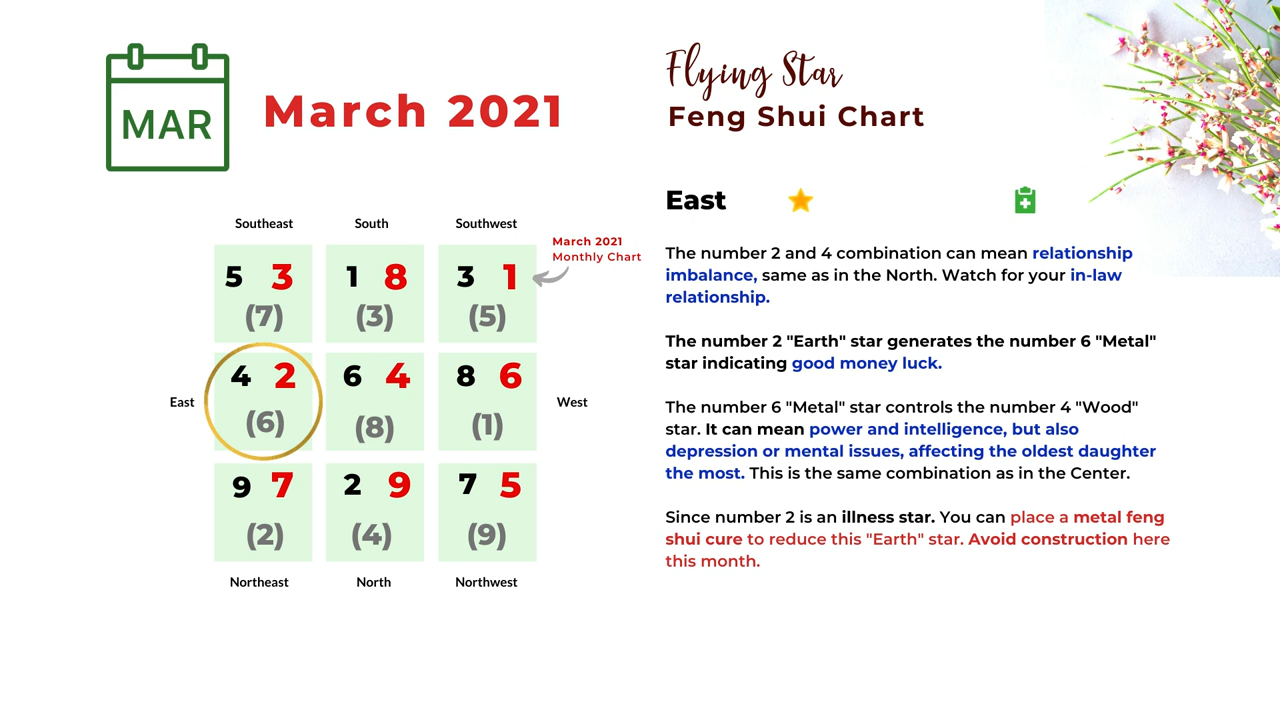 MAR
March 2021
Flying Star
Feng Shui Chart
Southeast South Southwest
March 2021
Monthly Chart
5 3 1 8 3 1
(7) (3) (5)
East
4 2 6 4 8 6
(6) (8) (1)
West
9 7 2 9 7 5
(2) (4) (9)
Northeast North Northwest
East
The number 2 and 4 combination can mean relationship
imbalance, same as in the North. Watch for your in-law
relationship.
The number 2 "Earth" star generates the number 6 "Metal"
star indicating good money luck.
The number 6 "Metal" star controls the number 4 "Wood"
star. It can mean power and intelligence, but also
depression or mental issues, affecting the oldest daughter
the most. This is the same combination as in the Center.
Since number 2 is an illness star. You can place a metal feng
shui cure to reduce this "Earth" star. Avoid construction here
this month.